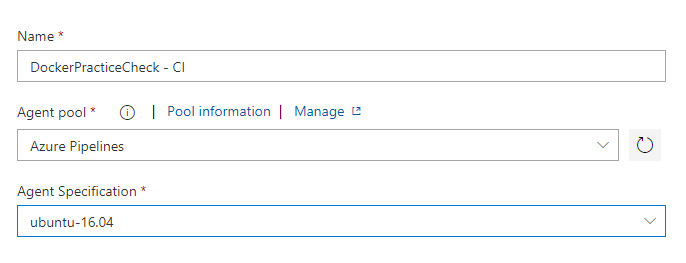 Name *
DockerPracticeCheck - CI
Agent pool * | Pool information | Manage
Azure Pipelines
Agent Specification *
ubuntu-16.04